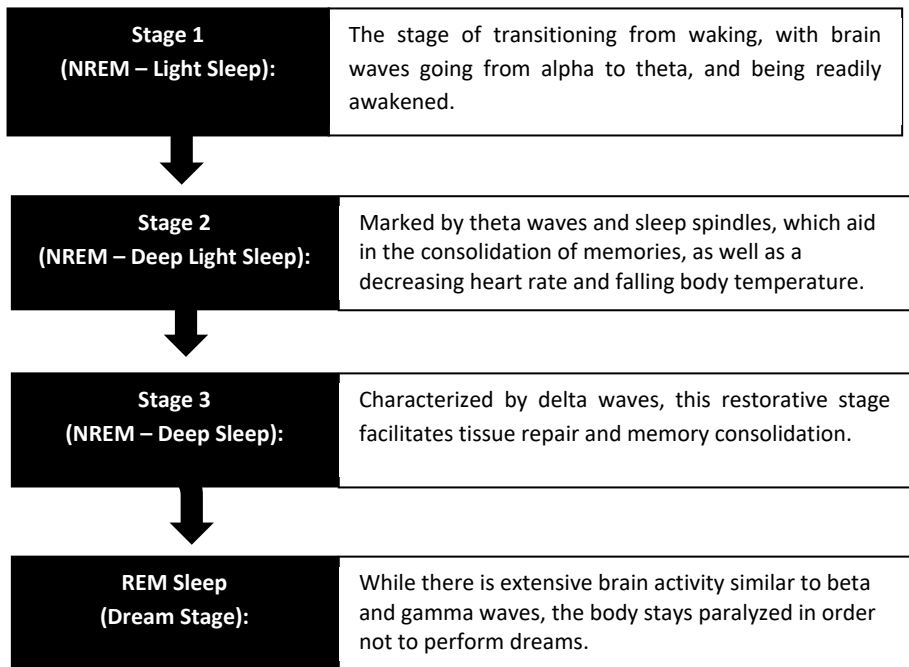 Stage 1
(NREM – Light Sleep):
The stage of transitioning from waking, with brain
waves going from alpha to theta, and being readily
awakened.
Stage 2
(NREM – Deep Light Sleep):
Marked by theta waves and sleep spindles, which aid
in the consolidation of memories, as well as a
decreasing heart rate and falling body temperature.
Stage 3
(NREM – Deep Sleep):
Characterized by delta waves, this restorative stage
facilitates tissue repair and memory consolidation.
REM Sleep
(Dream Stage):
While there is extensive brain activity similar to beta
and gamma waves, the body stays paralyzed in order
not to perform dreams.